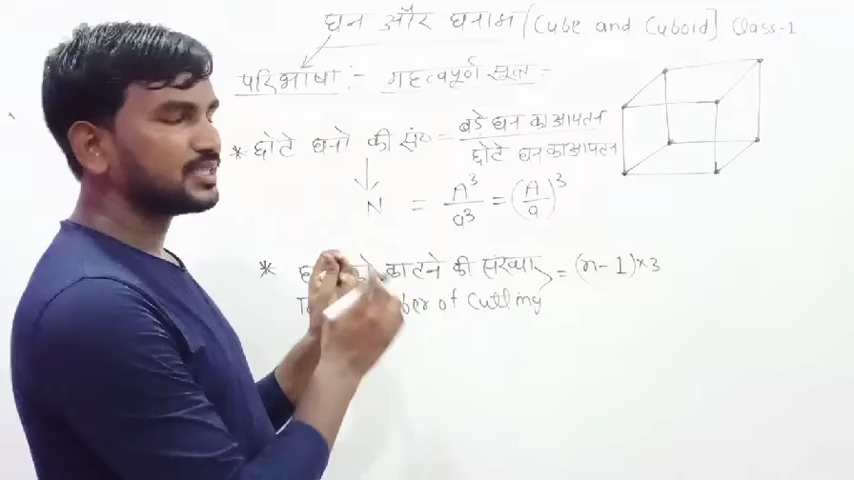 घन और घनाभ (Cube and Cuboid) Class-1
परिभाषा :- महत्वपूर्ण सूत्र :-
* छोटे घनो की सं० = बडे घन का आयतन / छोटे घन का आयतन
N = A³/a³ = (A/a)³
* काटने की संख्या = (n-1)×3
of Cutting